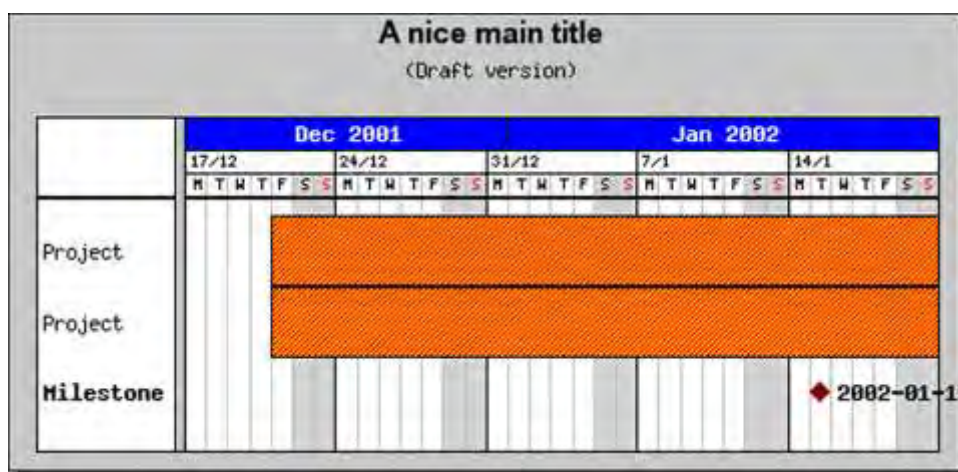 A nice main title
(Draft version)
Dec 2001 Jan 2002
17/12 24/12 31/12 7/1 14/1
M T W T F S S M T W T F S S M T W T F S S M T W T F S S M T W T F S S
Project
Project
Milestone 2002-01-1